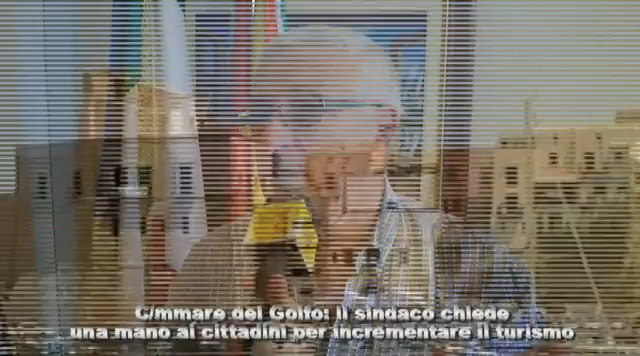 C/mmare del Golfo: Il sindaco chiede
una mano ai cittadini per incrementare il turismo